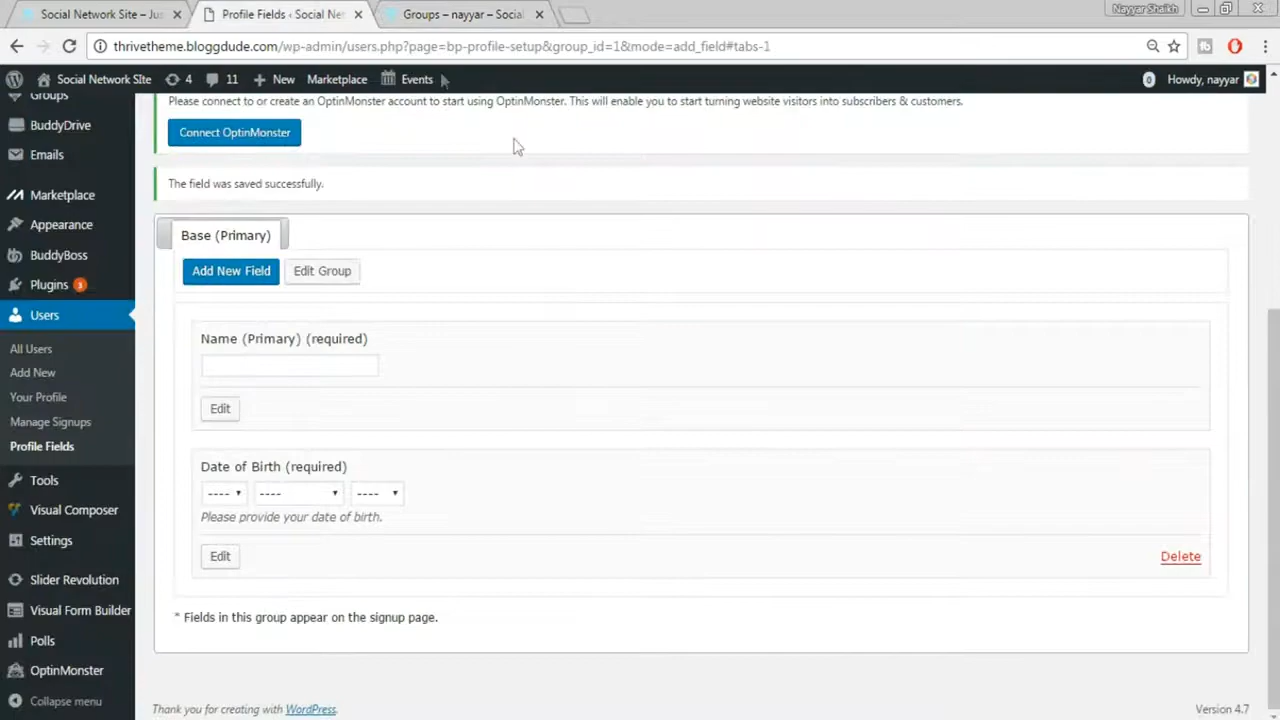 Social Network Site – Jus
Profile Fields ‹ Social Ne
Groups – nayyar – Socia
Nayyar Shaikh
thrivetheme.bloggdude.com/wp-admin/users.php?page=bp-profile-setup&group_id=1&mode=add_field#tabs-1
Social Network SIte 4 11 New Marketplace Events 0 Howdy, nayyar
Groups
BuddyDrive
Emails
Marketplace
Appearance
BuddyBoss
Plugins 3
Users
All Users
Add New
Your Profile
Manage Signups
Profile Fields
Tools
Visual Composer
Settings
Slider Revolution
Visual Form Builder
Polls
OptinMonster
Collapse menu
Please connect to or create an OptinMonster account to start using OptinMonster. This will enable you to start turning website visitors into subscribers & customers.
Connect OptinMonster
The field was saved successfully.
Base (Primary)
Add New Field Edit Group
Name (Primary) (required)
Edit
Date of Birth (required)
---- ---- ----
Please provide your date of birth.
Edit Delete
* Fields in this group appear on the signup page.
Thank you for creating with WordPress. Version 4.7